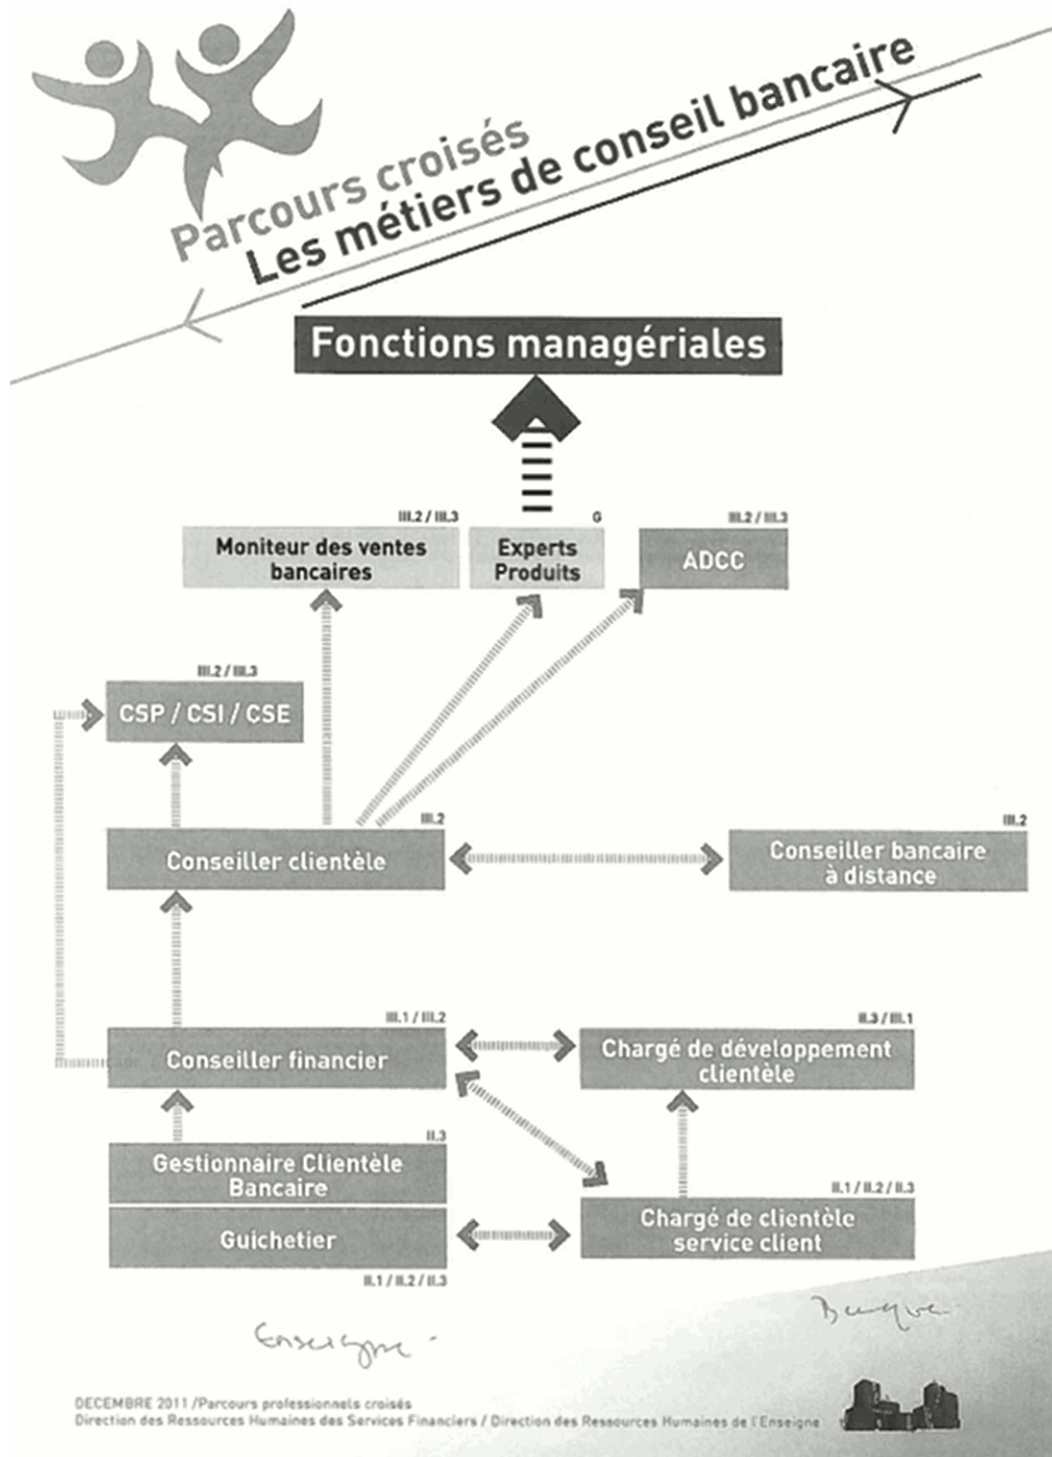 Parcours croisés
Les métiers de conseil bancaire
Fonctions managériales
III.2 / III.3
Moniteur des ventes
bancaires
G
Experts
Produits
III.2 / III.3
ADCC
III.2 / III.3
CSP / CSI / CSE
III.2
Conseiller clientèle
III.2
Conseiller bancaire
à distance
III.1 / III.2
Conseiller financier
II.3 / III.1
Chargé de développement
clientèle
II.3
Gestionnaire Clientèle
Bancaire
Guichetier
II.1 / II.2 / II.3
II.1 / II.2 / II.3
Chargé de clientèle
service client
Banque
Enseigne
DECEMBRE 2011 /Parcours professionnels croisés
Direction des Ressources Humaines des Services Financiers / Direction des Ressources Humaines de l'Enseigne